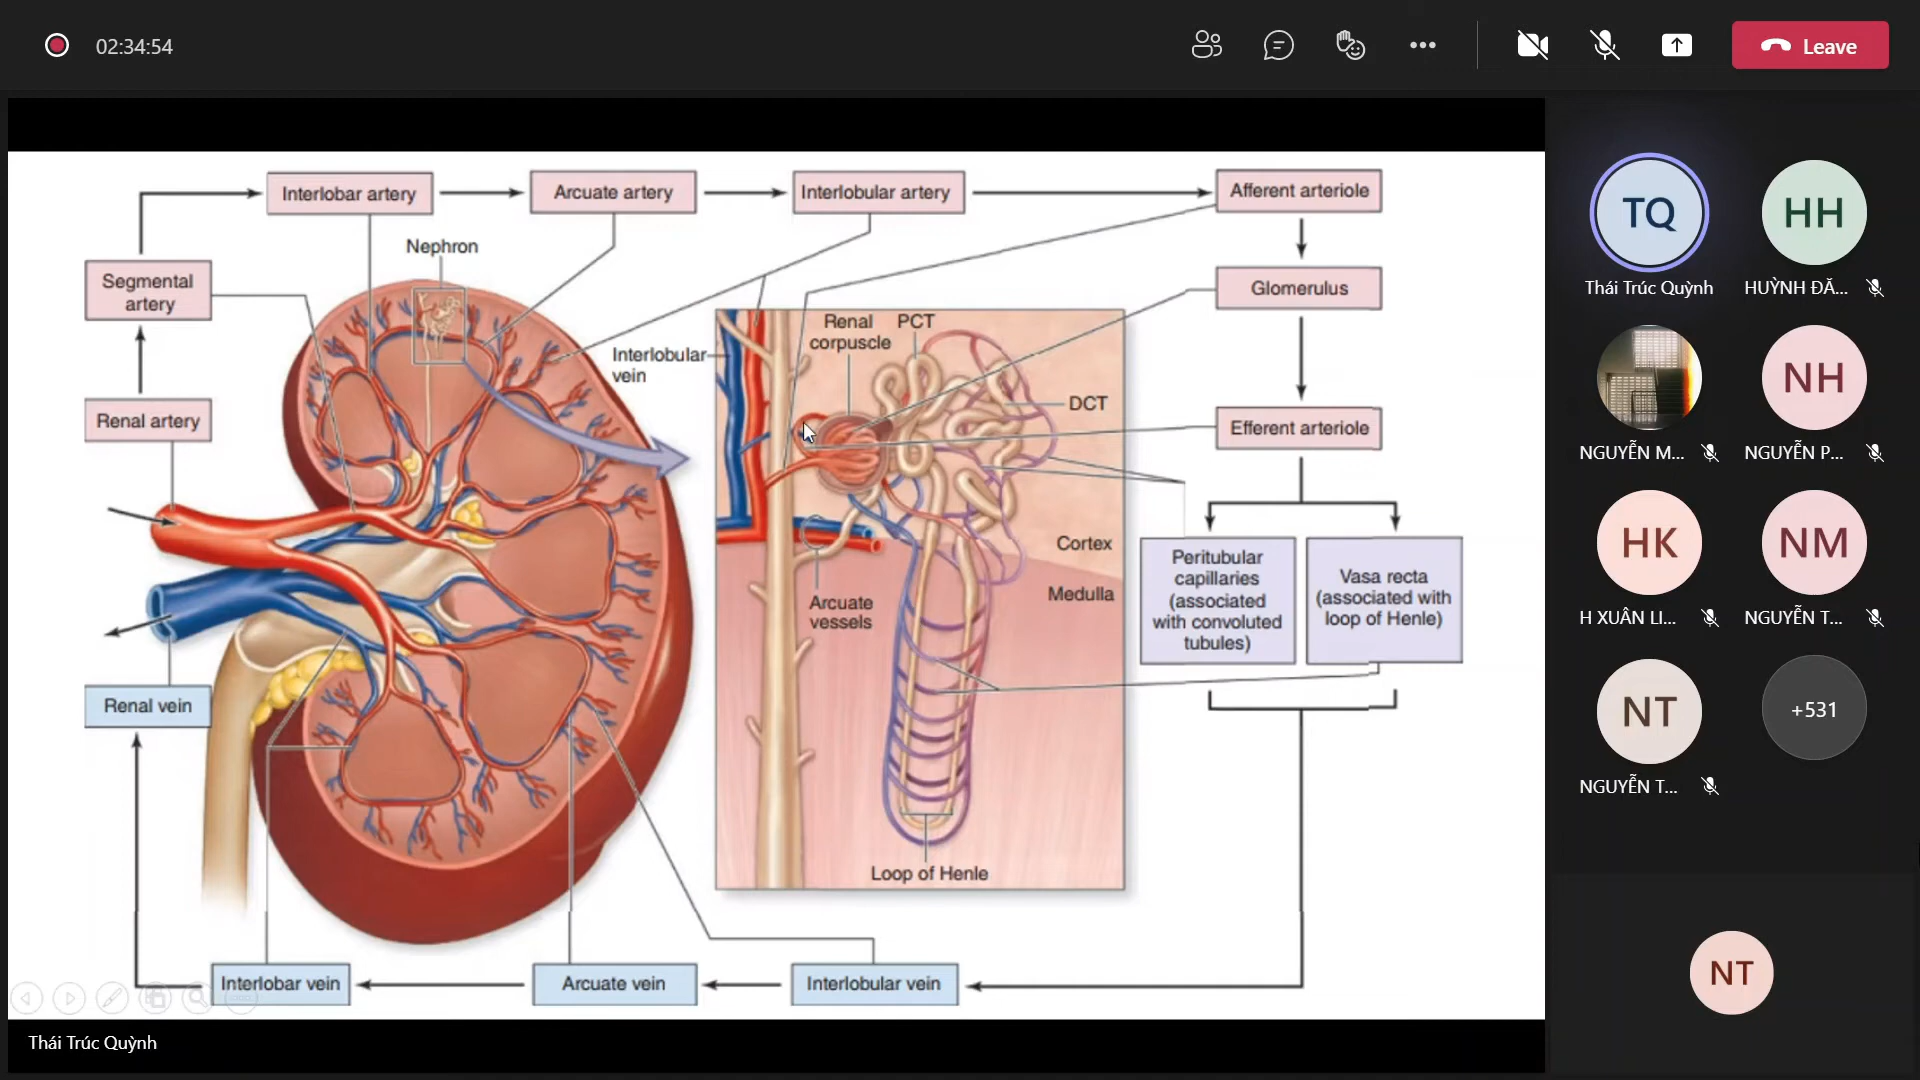 02:34:54
Leave
Interlobar artery
Arcuate artery
Interlobular artery
Afferent arteriole
Nephron
Segmental
artery
Glomerulus
Renal
corpuscle
PCT
Interlobular
vein
DCT
Renal artery
Efferent arteriole
Cortex
Medulla
Peritubular
capillaries
(associated
with convoluted
tubules)
Vasa recta
(associated with
loop of Henle)
Arcuate
vessels
Renal vein
Loop of Henle
Interlobar vein
Arcuate vein
Interlobular vein
Thái Trúc Quỳnh
TQ
HH
Thái Trúc Quỳnh
HUỲNH ĐĂ...
NH
NGUYỄN M...
NGUYỄN P...
HK
NM
H XUÂN LI...
NGUYỄN T...
NT
+531
NGUYỄN T...
NT